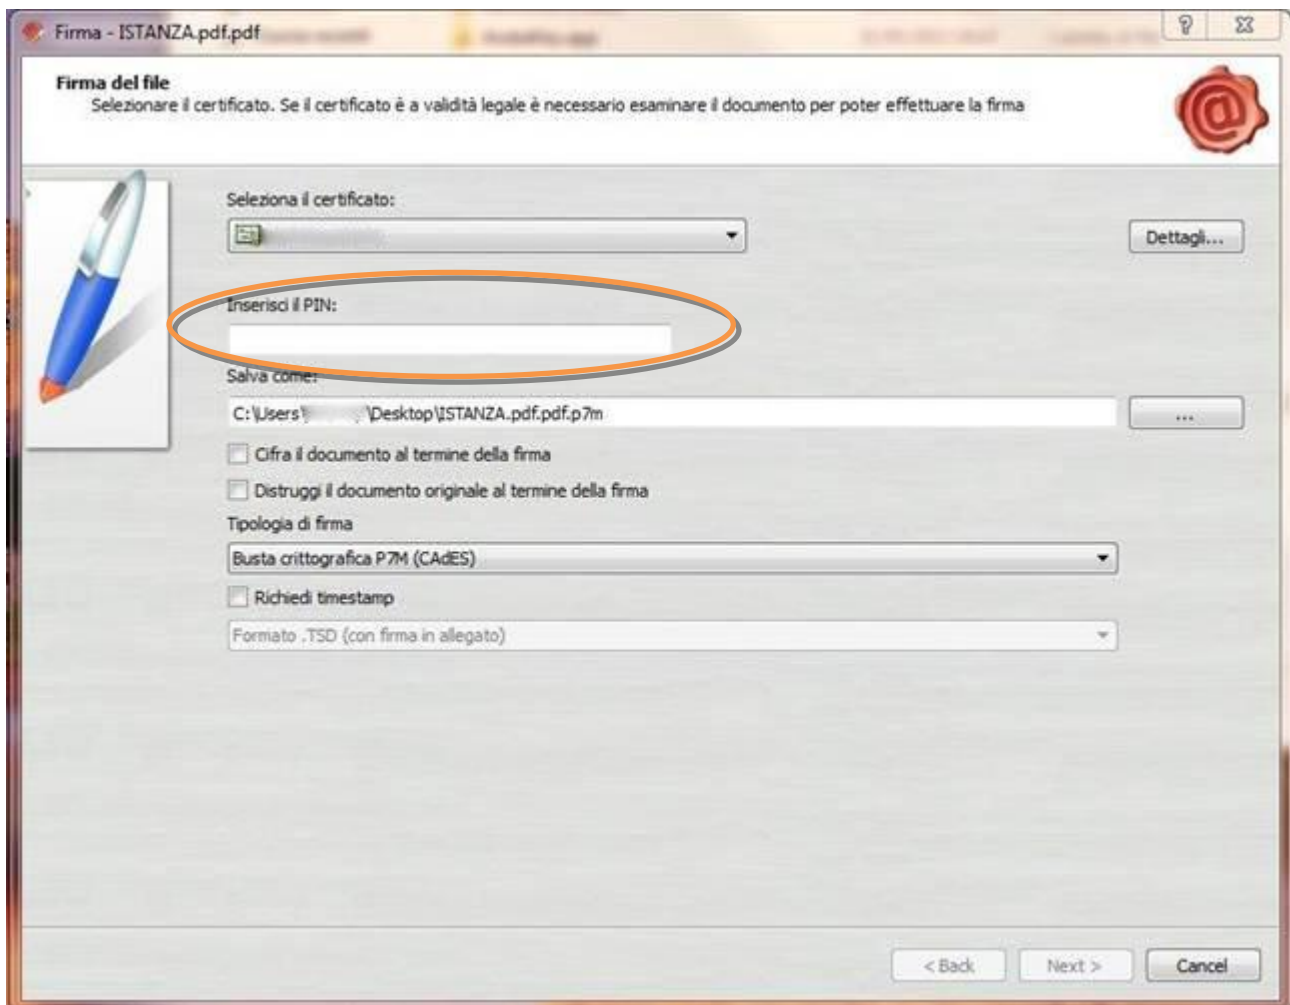 Firma - ISTANZA.pdf.pdf
Firma del file
Selezionare il certificato. Se il certificato è a validità legale è necessario esaminare il documento per poter effettuare la firma
Seleziona il certificato:
Dettagli...
Inserisci il PIN:
Salva come:
C:\Users\ \Desktop\ISTANZA.pdf.pdf.p7m
...
Cifra il documento al termine della firma
Distruggi il documento originale al termine della firma
Tipologia di firma
Busta crittografica P7M (CAdES)
Richiedi timestamp
Formato .TSD (con firma in allegato)
< Back Next > Cancel